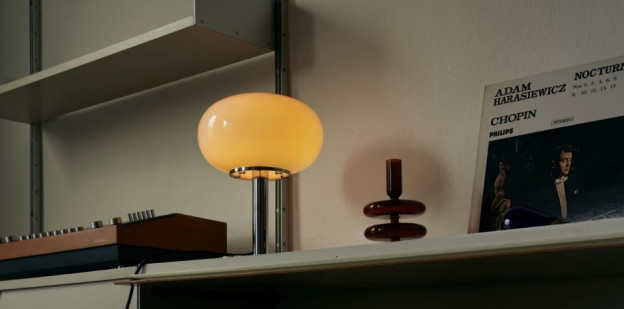 ADAM
HARASIEWICZ
NOCTURN
CHOPIN
PHILIPS